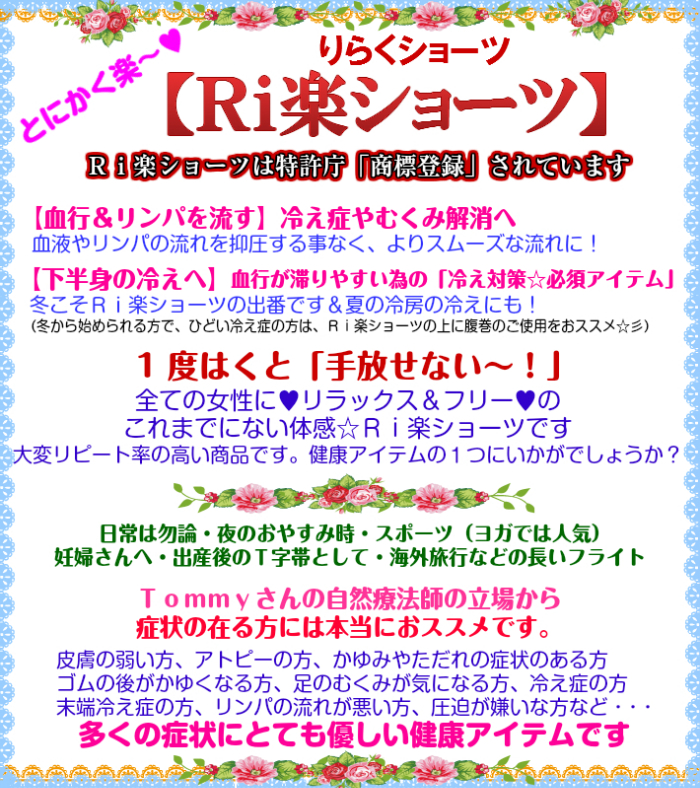 とにかく楽～♥
りらくショーツ
【Ri楽ショーツ】
Ｒｉ楽ショーツは特許庁「商標登録」されています
【血行＆リンパを流す】冷え症やむくみ解消へ
血液やリンパの流れを抑圧する事なく、よりスムーズな流れに！
【下半身の冷えへ】血行が滞りやすい為の「冷え対策☆必須アイテム」
冬こそＲｉ楽ショーツの出番です＆夏の冷房の冷えにも！
(冬から始められる方で、ひどい冷え症の方は、Ｒｉ楽ショーツの上に腹巻のご使用をおススメ☆彡)
１度はくと「手放せない～！」
全ての女性に♥リラックス＆フリー♥の
これまでにない体感☆Ｒｉ楽ショーツです
大変リピート率の高い商品です。健康アイテムの１つにいかがでしょうか？
日常は勿論・夜のおやすみ時・スポーツ（ヨガでは人気）
妊婦さんへ・出産後のＴ字帯として・海外旅行などの長いフライト
Ｔｏｍｍｙさんの自然療法師の立場から
症状の在る方には本当におススメです。
皮膚の弱い方、アトピーの方、かゆみやただれの症状のある方
ゴムの後がかゆくなる方、足のむくみが気になる方、冷え症の方
末端冷え症の方、リンパの流れが悪い方、圧迫が嫌いな方など・・・
多くの症状にとても優しい健康アイテムです